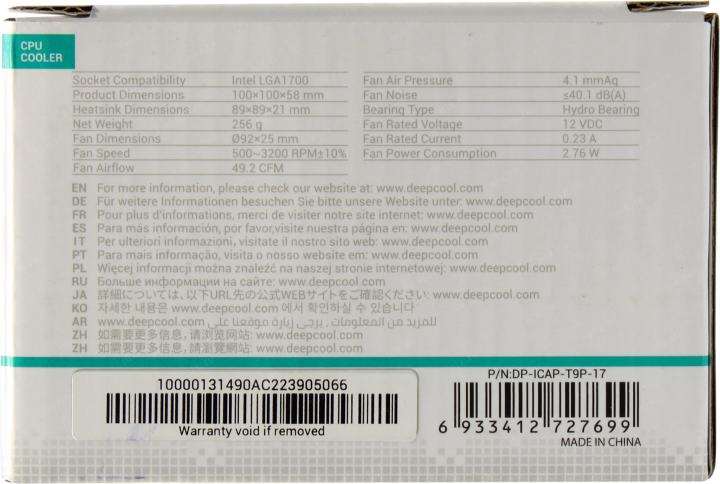 CPU
COOLER
Socket Compatibility Intel LGA1700
Product Dimensions 100×100×58 mm
Heatsink Dimensions 89×89×21 mm
Net Weight 256 g
Fan Dimensions Ø92×25 mm
Fan Speed 500~3200 RPM±10%
Fan Airflow 49.2 CFM
Fan Air Pressure 4.1 mmAq
Fan Noise ≤40.1 dB(A)
Bearing Type Hydro Bearing
Fan Rated Voltage 12 VDC
Fan Rated Current 0.23 A
Fan Power Consumption 2.76 W
EN For more information, please check our website at: www.deepcool.com
DE Für weitere Informationen besuchen Sie bitte unsere Website unter: www.deepcool.com
FR Pour plus d'informations, merci de visiter notre site internet: www.deepcool.com
ES Para más información, por favor,visite nuestra página en: www.deepcool.com
IT Per ulteriori informazioni, visitate il nostro sito web: www.deepcool.com
PT Para mais informação, visita o nosso website em: www.deepcool.com
PL Więcej informacji można znaleźć na naszej stronie internetowej: www.deepcool.com
RU Больше информации на сайте: www.deepcool.com
JA 詳細については、以下URL先の公式WEBサイトをご確認ください: www.deepcool.com
KO 자세한 내용은 www.deepcool.com 에서 확인하실 수 있습니다
AR للمزيد من المعلومات , يرجى زيارة موقعنا على www.deepcool.com
ZH 如需要更多信息，请浏览网站: www.deepcool.com
ZH 如需要更多信息，請瀏覽網站: www.deepcool.com
10000131490AC223905066
Warranty void if removed
P/N:DP-ICAP-T9P-17
6 933412 727699
MADE IN CHINA